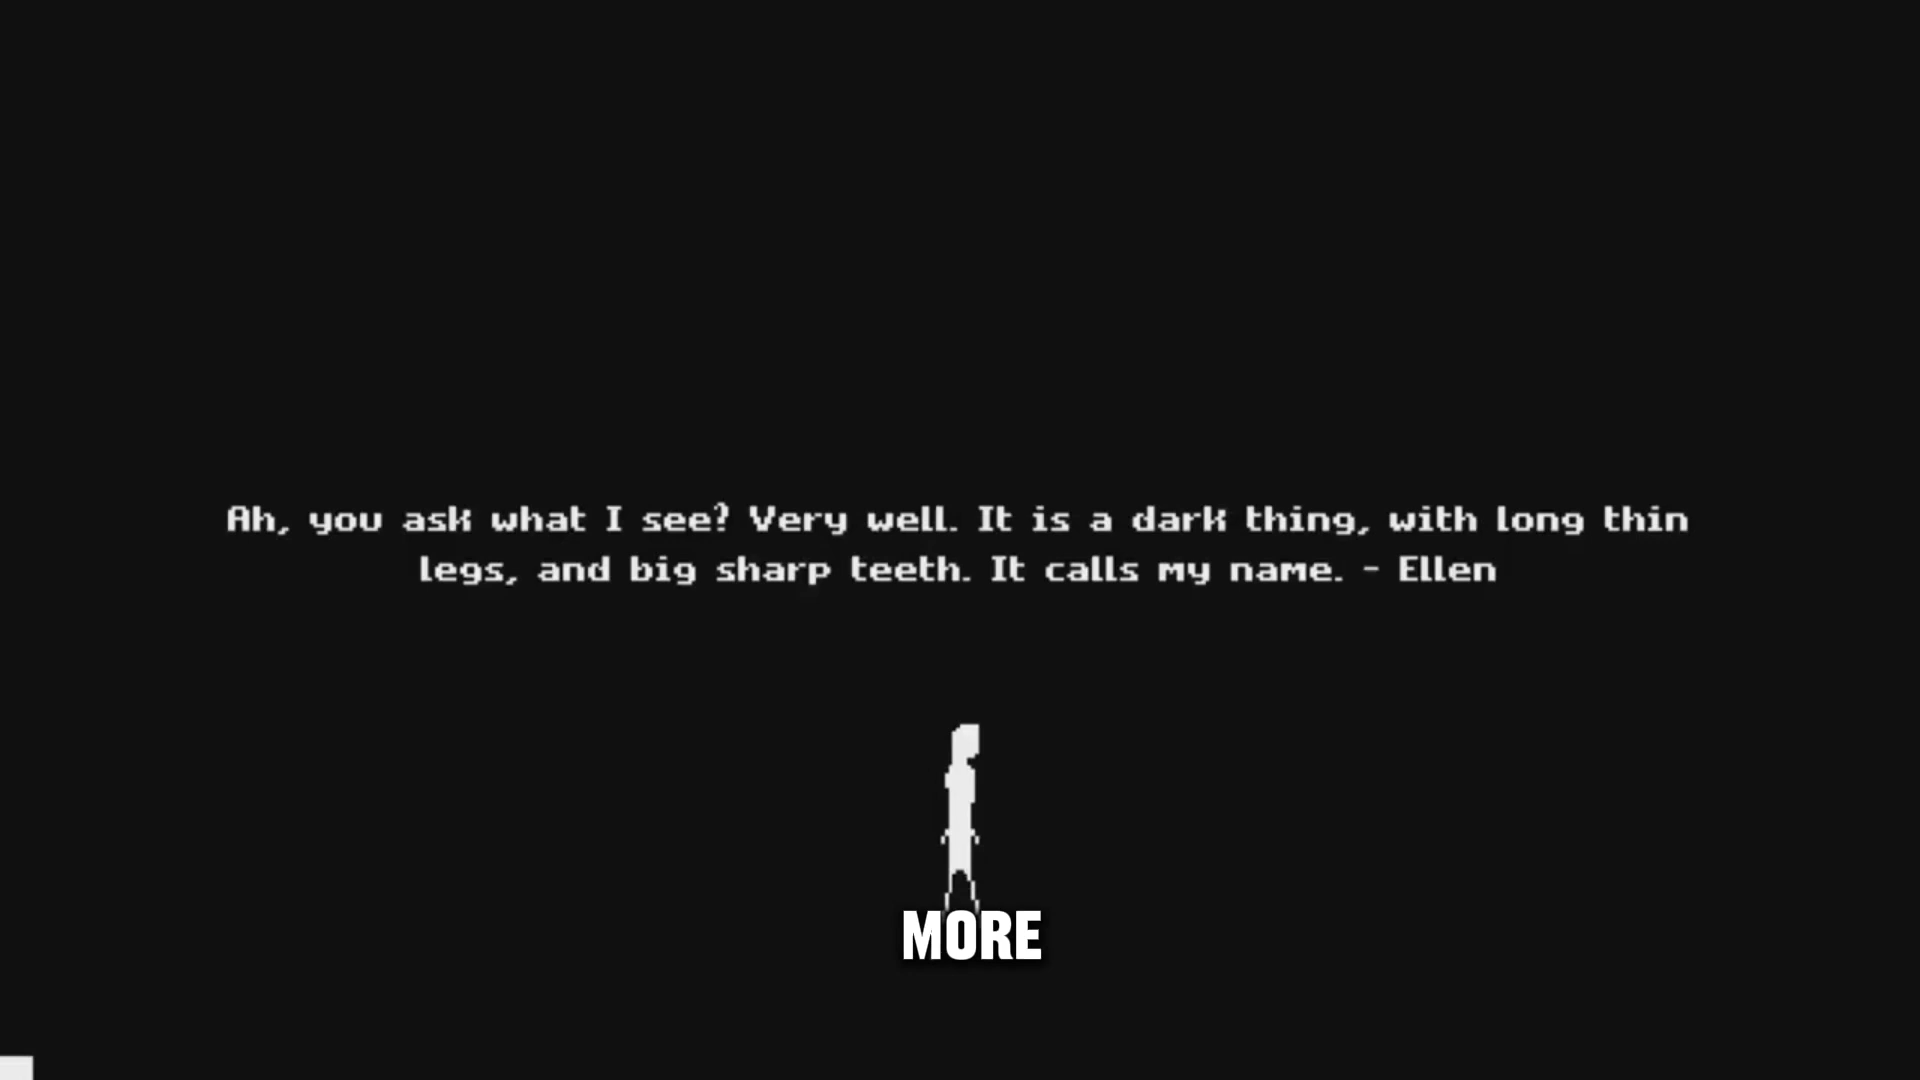 Ah, you ask what I see? Very well. It is a dark thing, with long thin
legs, and big sharp teeth. It calls my name. - Ellen
MORE